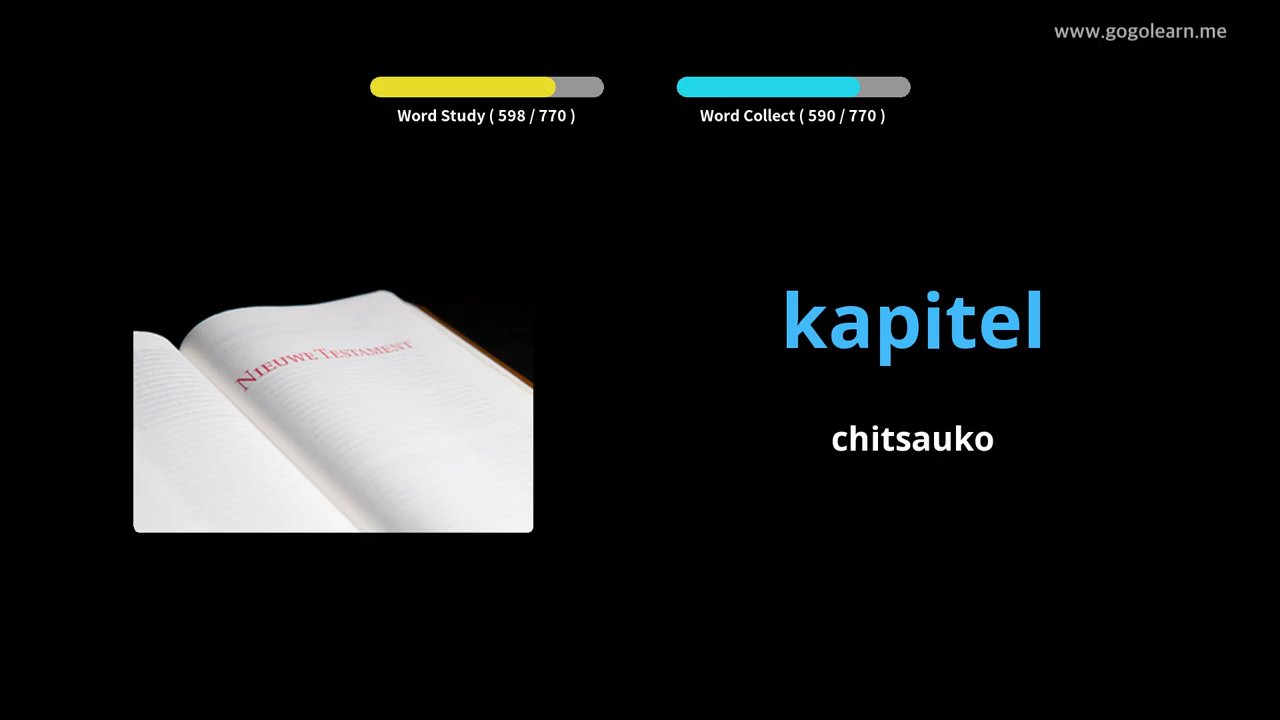 www.gogolearn.me
Word Study ( 598 / 770 )
Word Collect ( 590 / 770 )
NIEUWE TESTAMENT
kapitel
chitsauko